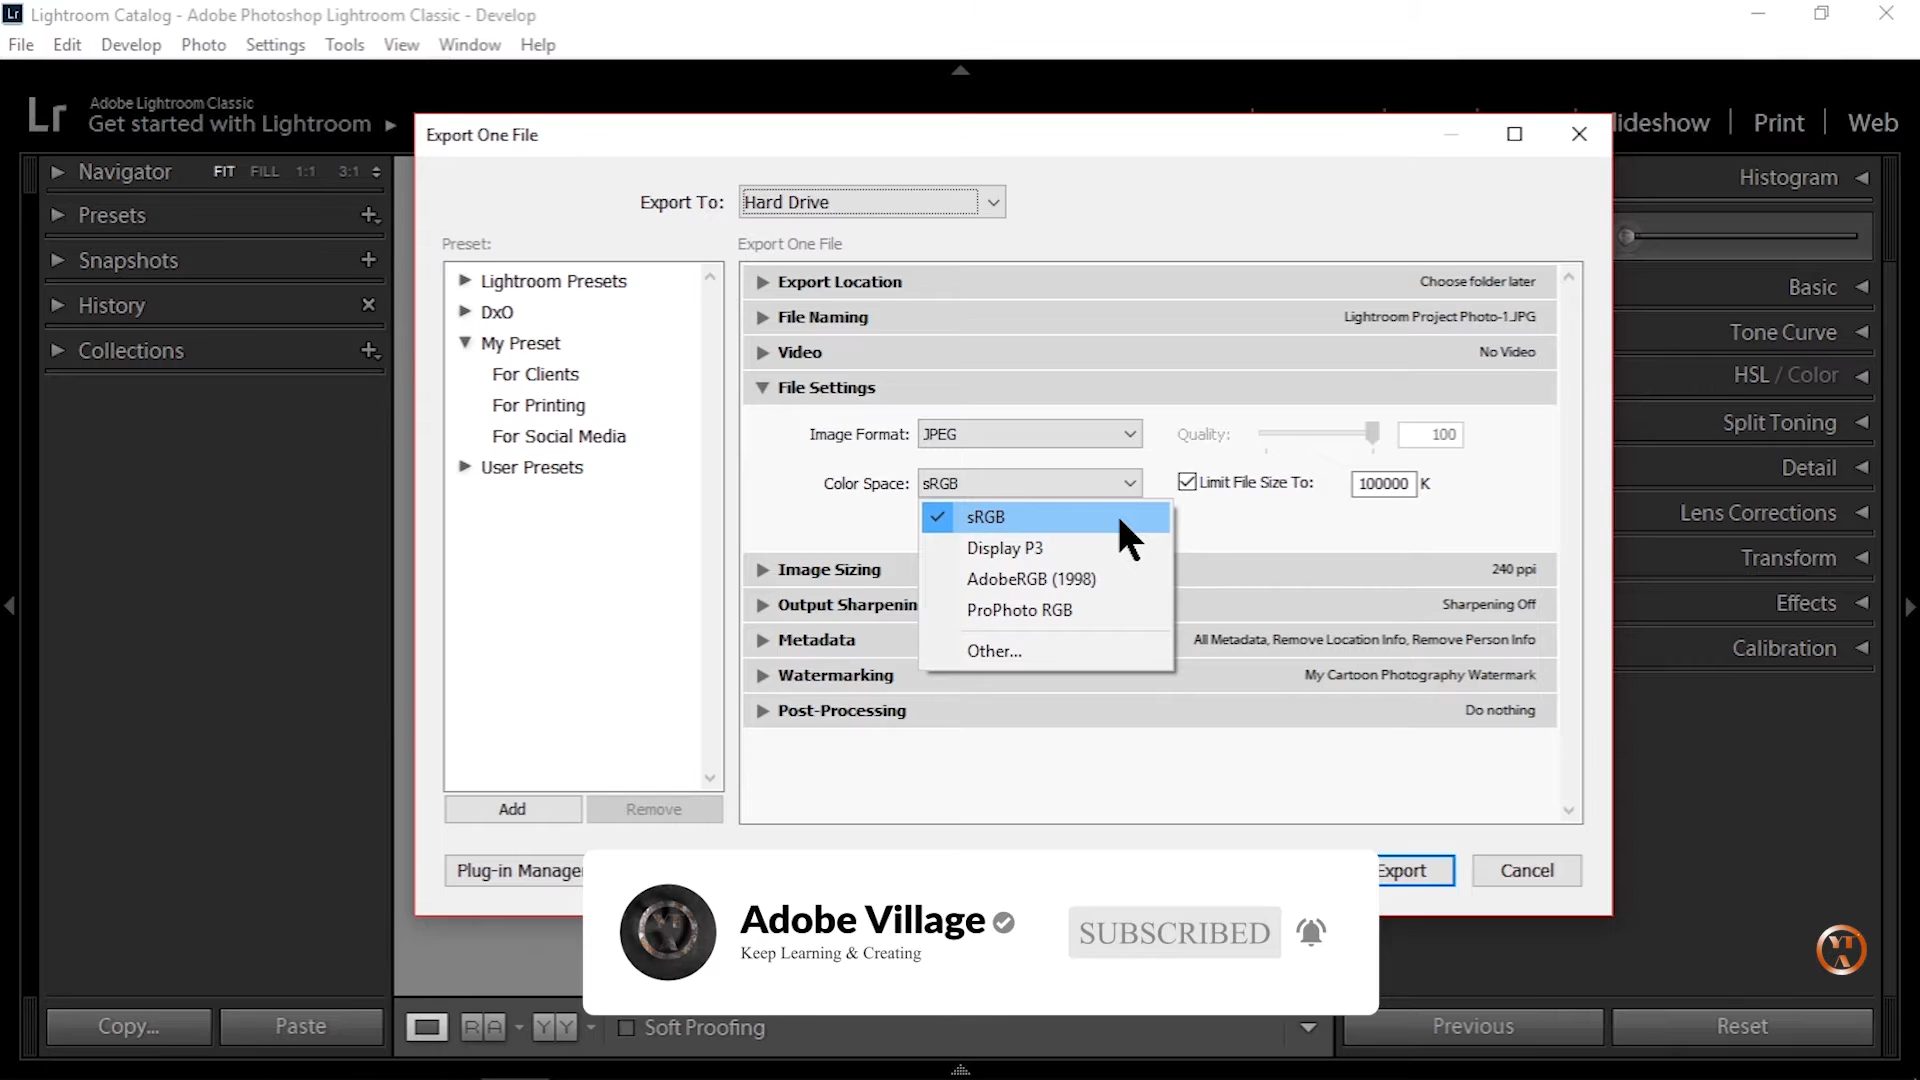 Lr Lightroom Catalog - Adobe Photoshop Lightroom Classic - Develop
File Edit Develop Photo Settings Tools View Window Help
Lr Adobe Lightroom Classic
Get started with Lightroom
lideshow | Print | Web
Navigator FIT FILL 1:1 3:1
Presets
Snapshots
History
Collections
Export One File
Export To: Hard Drive
Preset:
Lightroom Presets
DxO
My Preset
For Clients
For Printing
For Social Media
User Presets
Add Remove
Plug-in Manage
Export One File
Export Location Choose folder later
File Naming Lightroom Project Photo-1.JPG
Video No Video
File Settings
Image Format: JPEG Quality: 100
Color Space: sRGB Limit File Size To: 100000 K
sRGB
Display P3
AdobeRGB (1998)
ProPhoto RGB
Other...
Image Sizing 240 ppi
Output Sharpenin Sharpening Off
Metadata All Metadata, Remove Location Info, Remove Person Info
Watermarking My Cartoon Photography Watermark
Post-Processing Do nothing
Export Cancel
Histogram
Basic
Tone Curve
HSL / Color
Split Toning
Detail
Lens Corrections
Transform
Effects
Calibration
Adobe Village
Keep Learning & Creating
SUBSCRIBED
YTA
YTA
Copy... Paste RA YY Soft Proofing Previous Reset